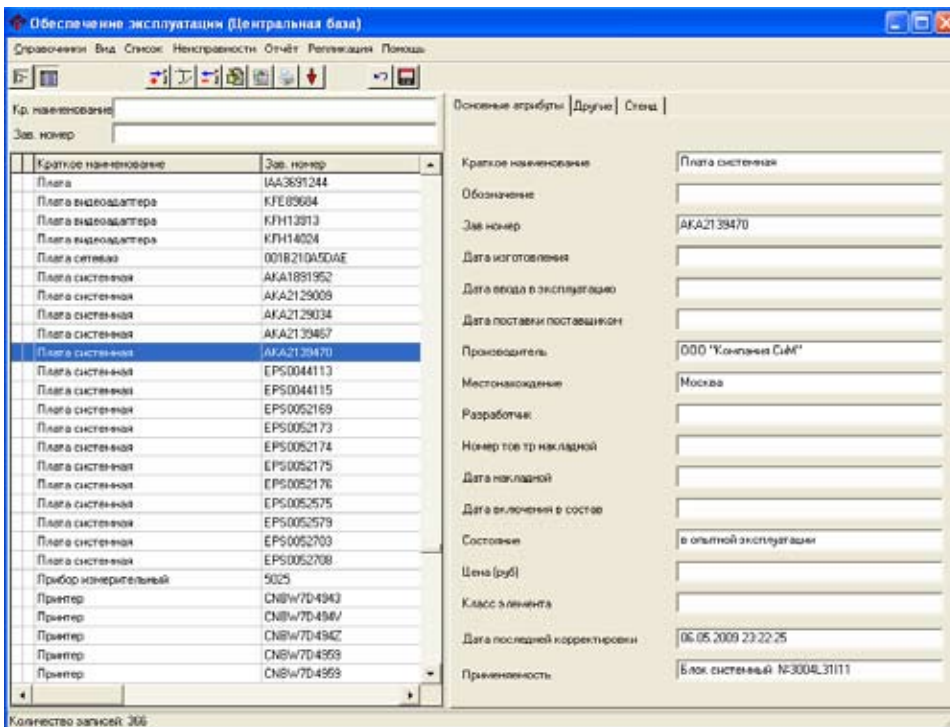 Обеспечение эксплуатации (Центральная база)
Справочники Вид Список Неисправности Отчёт Репликация Помощь
Кр. наименование
Зав. номер
Основные атрибуты Другие Стенд
Краткое наименование Зав. номер
Плата IAA3691244
Плата видеоадаптера KFE89684
Плата видеоадаптера KFH13913
Плата видеоадаптера KFH14024
Плата сетевая 001B210A5DAE
Плата системная AKA1891952
Плата системная AKA2129009
Плата системная AKA2129034
Плата системная AKA2139467
Плата системная AKA2139470
Плата системная EPS0044113
Плата системная EPS0044115
Плата системная EPS0052169
Плата системная EPS0052173
Плата системная EPS0052174
Плата системная EPS0052175
Плата системная EPS0052176
Плата системная EPS0052575
Плата системная EPS0052579
Плата системная EPS0052703
Плата системная EPS0052708
Прибор измерительный 5025
Принтер CNBW7D4943
Принтер CNBW7D494V
Принтер CNBW7D494Z
Принтер CNBW7D4959
Принтер CNBW7D4959
Краткое наименование Плата системная
Обозначение
Зав номер AKA2139470
Дата изготовления
Дата ввода в эксплуатацию
Дата поставки поставщиком
Производитель ООО "Компания СиМ"
Местонахождение Москва
Разработчик
Номер тов тр накладной
Дата накладной
Дата включения в состав
Состояние в опытной эксплуатации
Цена (руб)
Класс элемента
Дата последней корректировки 06.05.2009 23:22:25
Применяемость Блок системный №3004L31I11
Количество записей: 366